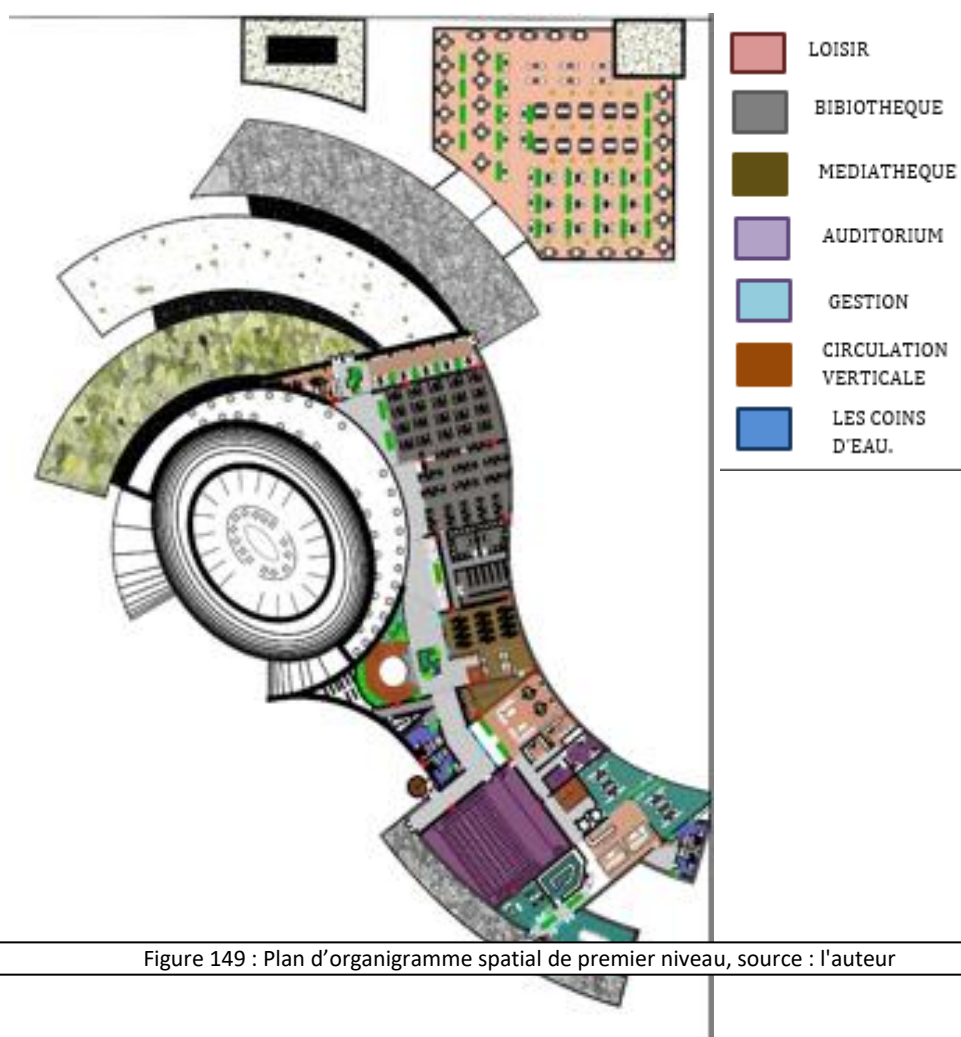 LOISIR
BIBIOTHEQUE
MEDIATHEQUE
AUDITORIUM
GESTION
CIRCULATION
VERTICALE
LES COINS
D'EAU.
Figure 149 : Plan d’organigramme spatial de premier niveau, source : l'auteur